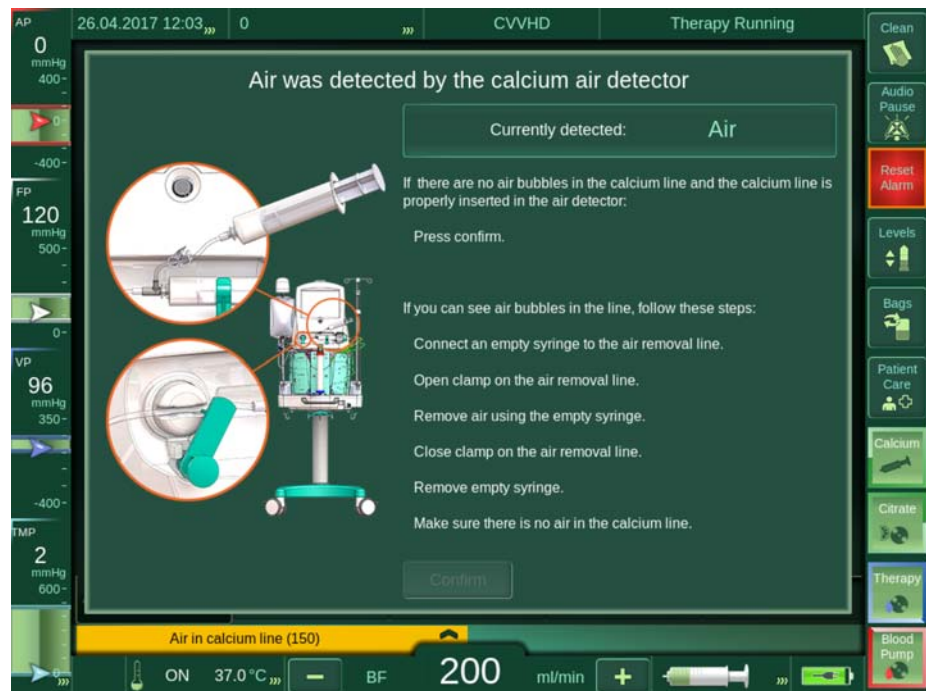 AP
26.04.2017 12:03
0
CVVHD
Therapy Running
Clean
0
mmHg
400
0
-400
Air was detected by the calcium air detector
Currently detected: Air
Audio
Pause
If there are no air bubbles in the calcium line and the calcium line is
properly inserted in the air detector:
Press confirm.
Reset
Alarm
FP
120
mmHg
500
0
Levels
If you can see air bubbles in the line, follow these steps:
Connect an empty syringe to the air removal line.
Open clamp on the air removal line.
Remove air using the empty syringe.
Close clamp on the air removal line.
Remove empty syringe.
Make sure there is no air in the calcium line.
Confirm
Bags
VP
96
mmHg
350
-400
Patient
Care
Calcium
Citrate
TMP
2
mmHg
600
0
Therapy
Air in calcium line (150)
Blood
Pump
ON 37.0 °C
BF 200 ml/min